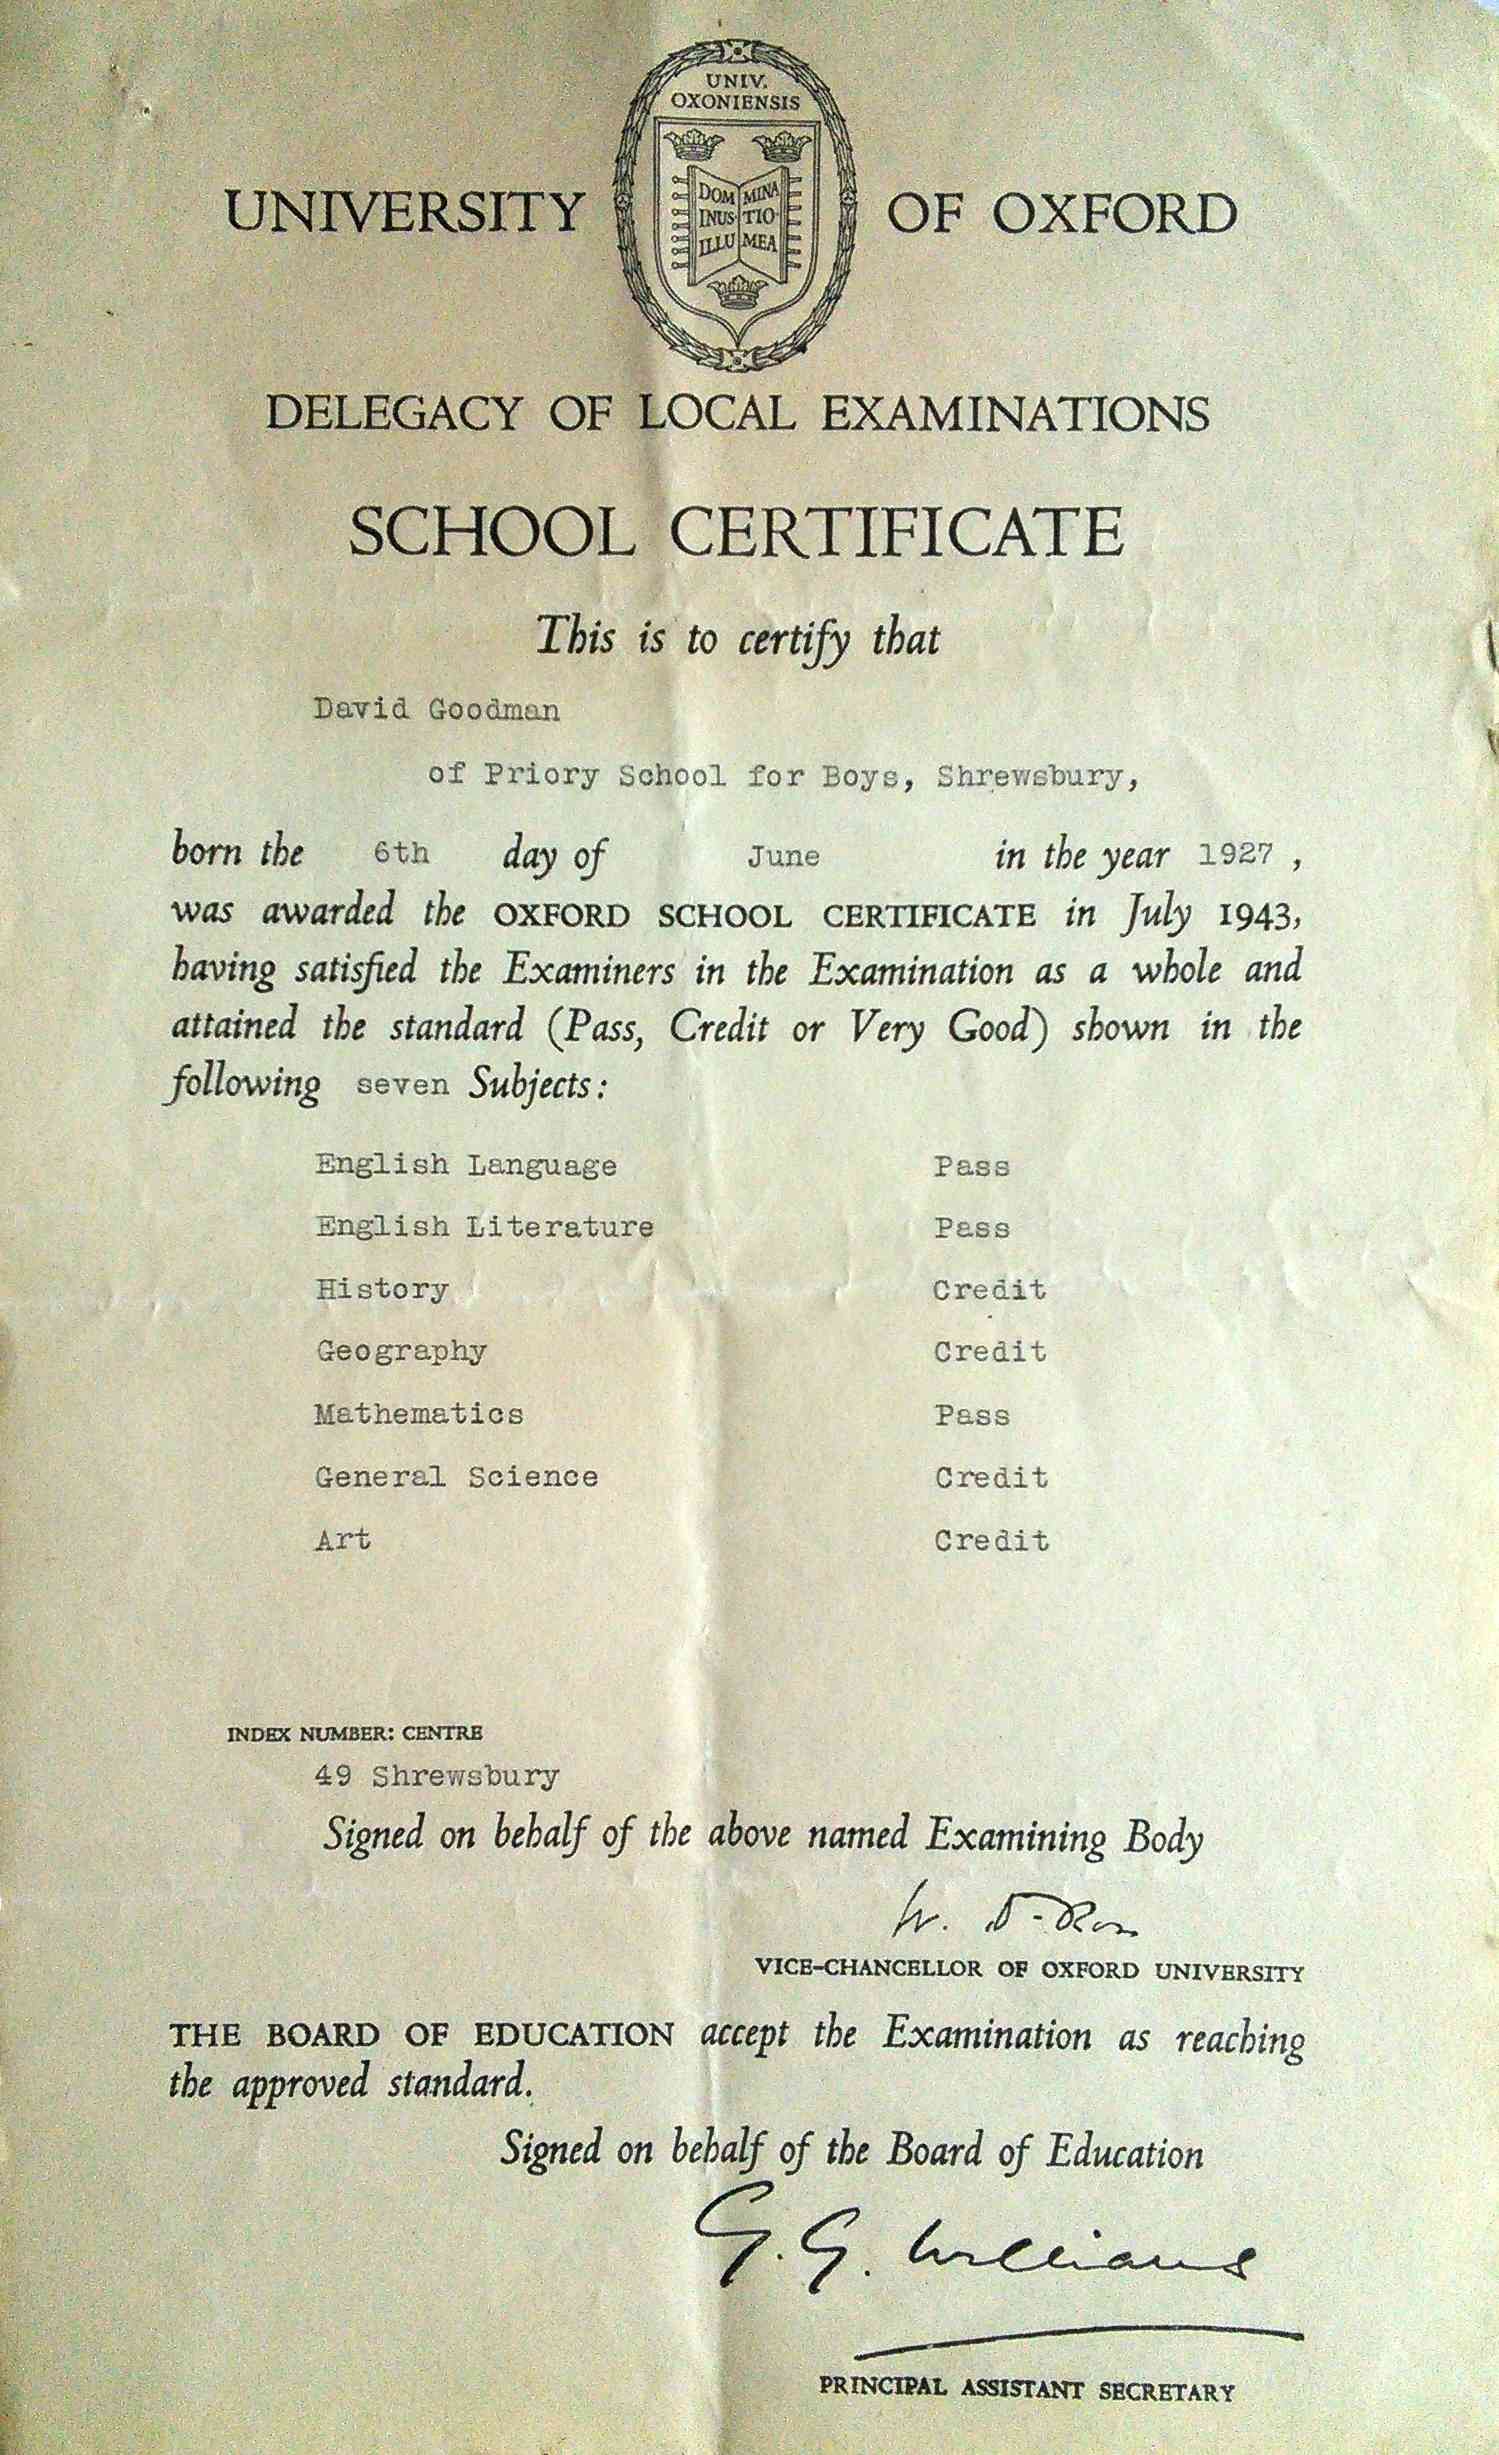 UNIV.
OXONIENSIS
DOM MINA
INUS TIO
ILLU MEA
UNIVERSITY OF OXFORD
DELEGACY OF LOCAL EXAMINATIONS
SCHOOL CERTIFICATE
This is to certify that
David Goodman
of Priory School for Boys, Shrewsbury,
born the 6th day of June in the year 1927 ,
was awarded the OXFORD SCHOOL CERTIFICATE in July 1943,
having satisfied the Examiners in the Examination as a whole and
attained the standard (Pass, Credit or Very Good) shown in the
following seven Subjects:
English Language Pass
English Literature Pass
History Credit
Geography Credit
Mathematics Pass
General Science Credit
Art Credit
INDEX NUMBER: CENTRE
49 Shrewsbury
Signed on behalf of the above named Examining Body
W. D. Ross
VICE-CHANCELLOR OF OXFORD UNIVERSITY
THE BOARD OF EDUCATION accept the Examination as reaching
the approved standard.
Signed on behalf of the Board of Education
G. G. Williams
PRINCIPAL ASSISTANT SECRETARY